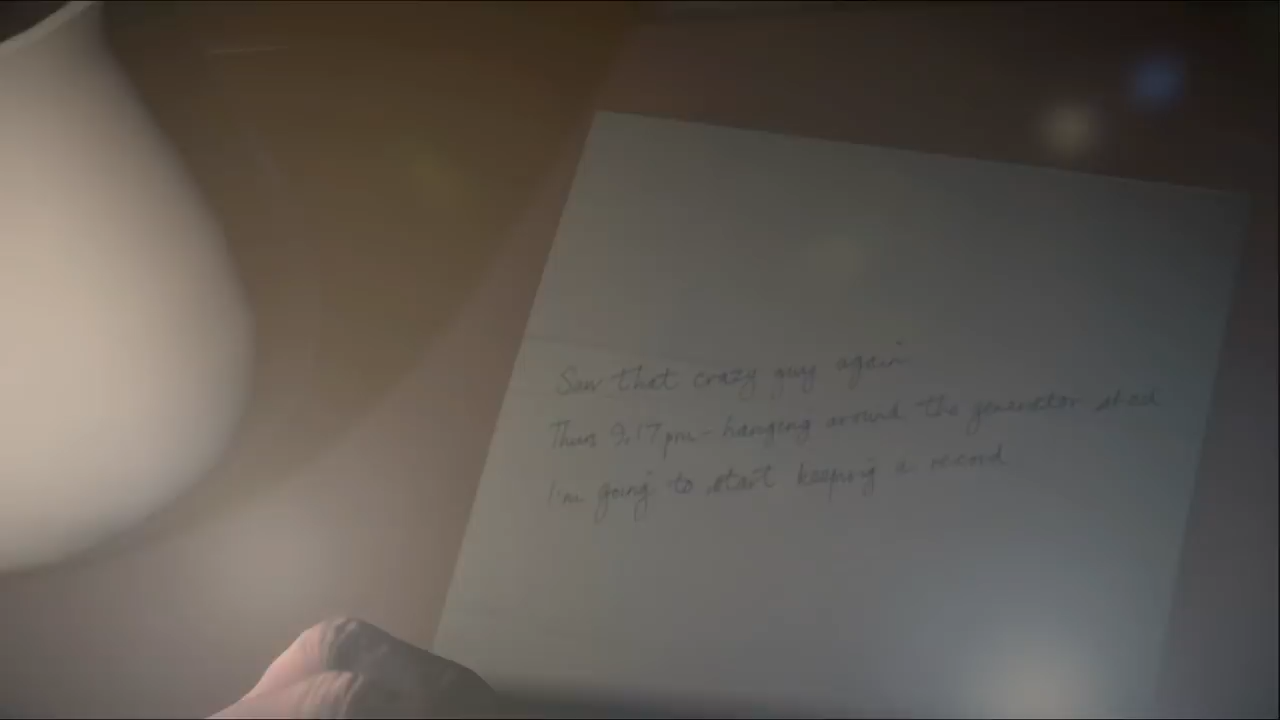 Saw that crazy guy again
Thurs 9.17pm - hanging around the generator shed
I'm going to start keeping a record